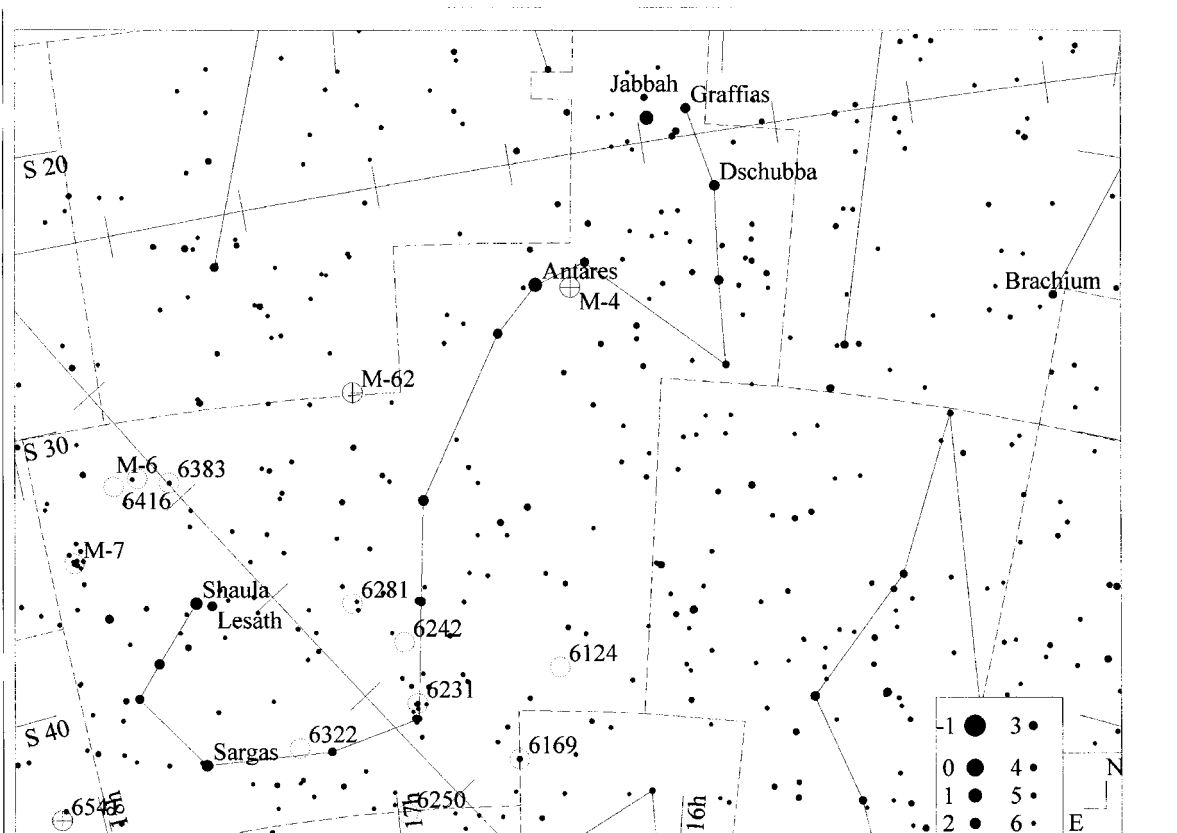 Jabbah
Graffias
S 20
Dschubba
Antares
Brachium
M-4
M-62
S 30
M-6
6383
6416
M-7
Shaula
6281
Lesath
6242
6124
6231
S 40
Sargas
6322
6169
-1 3
0 4
1 5
2 6
N
E
18h
17h
6250
16h